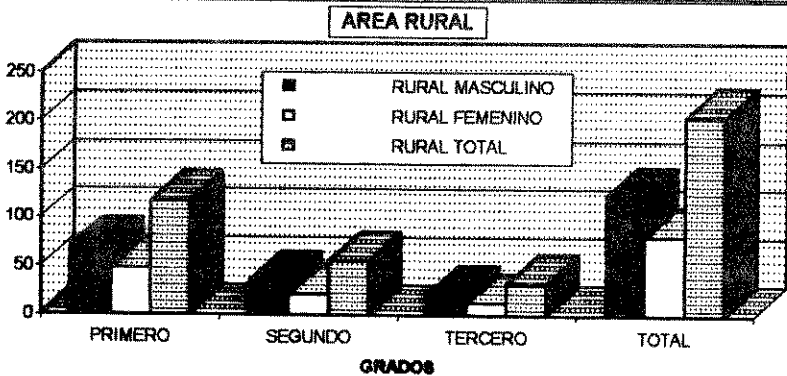 AREA RURAL
250
200
150
100
50
0
RURAL MASCULINO
RURAL FEMENINO
RURAL TOTAL
PRIMERO
SEGUNDO
TERCERO
TOTAL
GRADOS